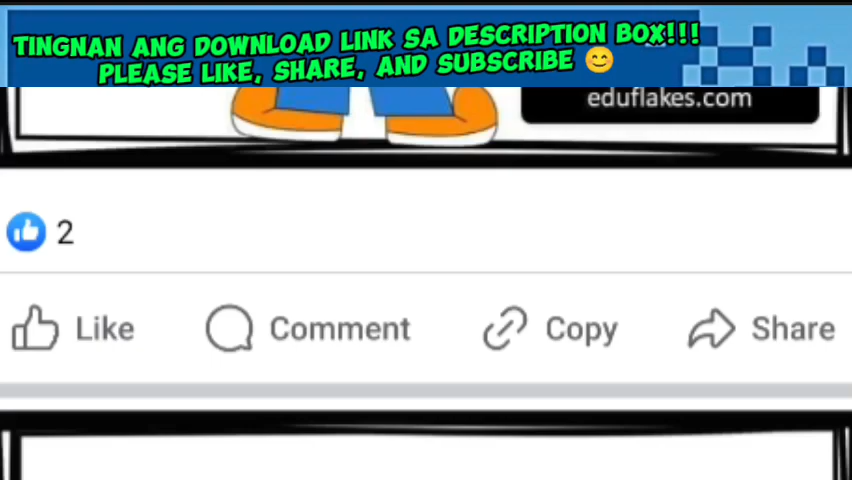 TINGNAN ANG DOWNLOAD LINK SA DESCRIPTION BOX!!!
PLEASE LIKE, SHARE, AND SUBSCRIBE 😊
eduflakes.com
2
Like
Comment
Copy
Share